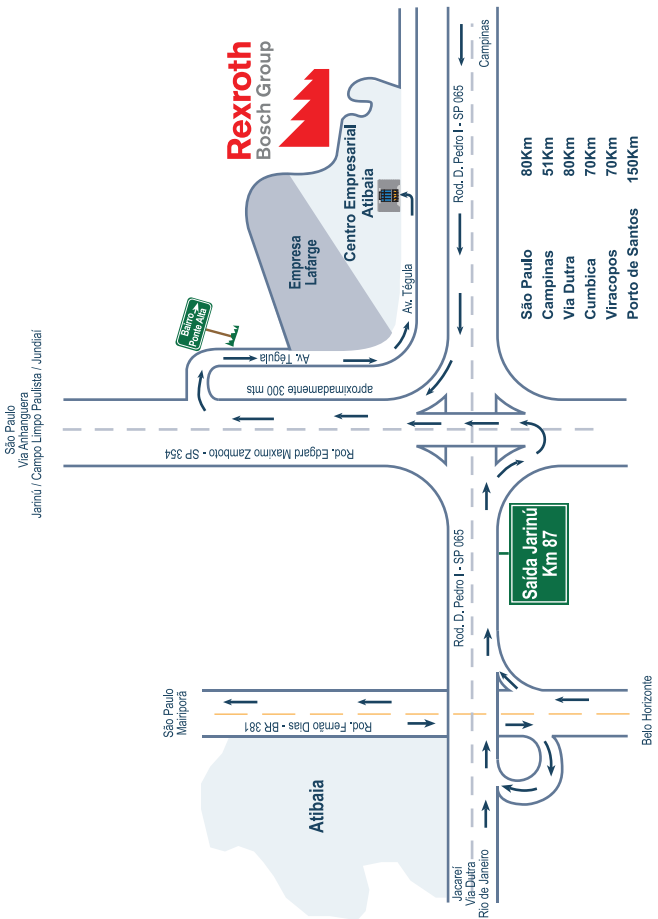 São Paulo
Via Anhanguera
Jarinú / Campo Limpo Paulista / Jundiaí
Rexroth
Bosch Group
Campinas
Rod. D. Pedro I - SP 065
Centro Empresarial
Atibaia
Empresa
Lafarge
Bairro
Ponte Alta
Av. Tégula
Av. Tégula
aproximadamente 300 mts
Rod. Edgard Maximo Zamboto - SP 354
São Paulo 80Km
Campinas 51Km
Via Dutra 80Km
Cumbica 70Km
Viracopos 70Km
Porto de Santos 150Km
Rod. D. Pedro I - SP 065
Saída Jarinú
Km 87
São Paulo
Mairiporã
Rod. Fernão Dias - BR 381
Belo Horizonte
Atibaia
Jacareí
Via Dutra
Rio de Janeiro